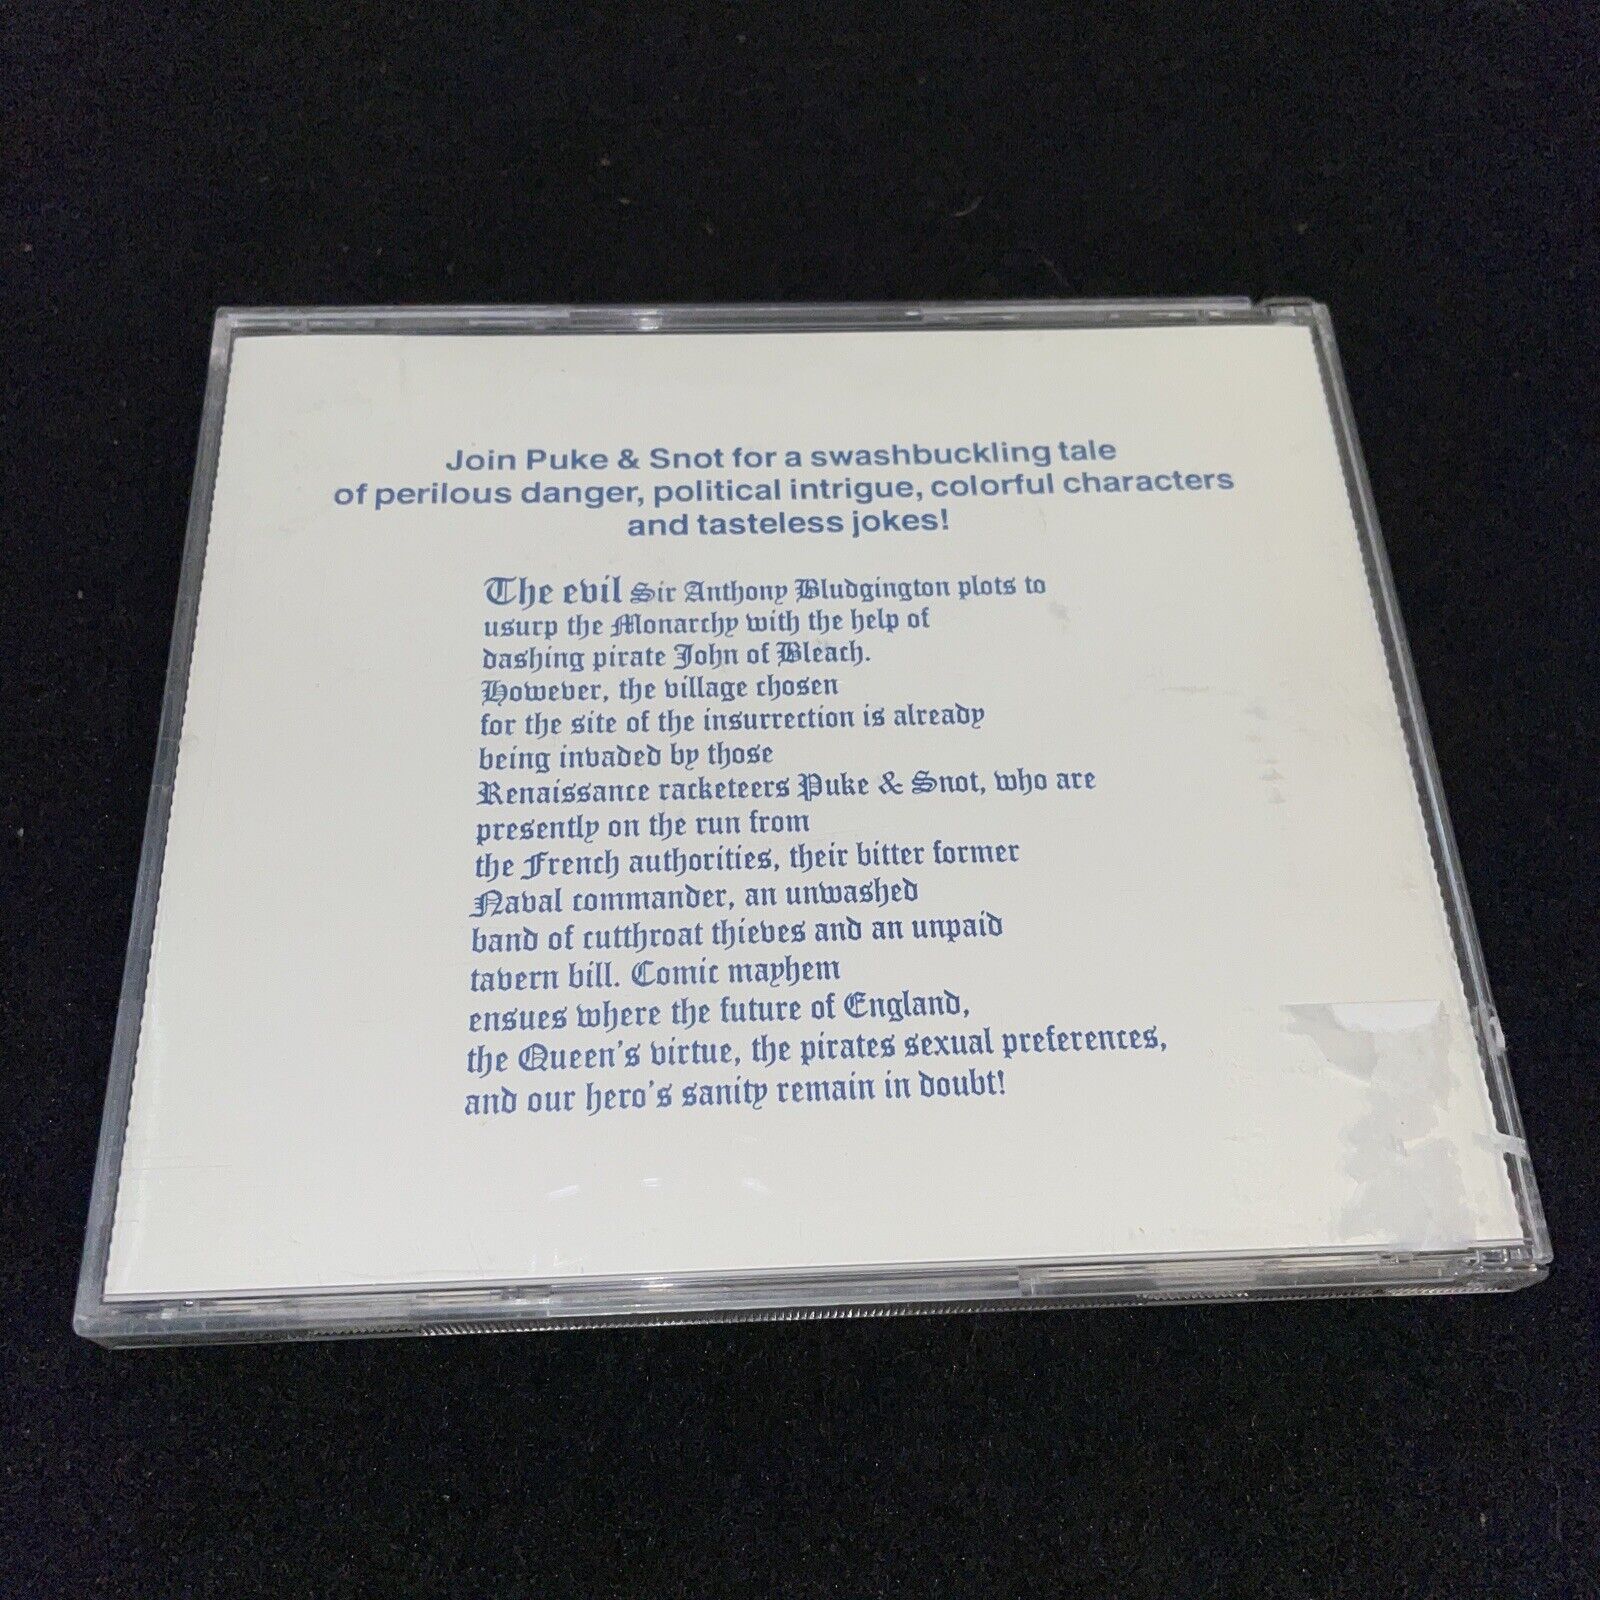 Join Puke & Snot for a swashbuckling tale
of perilous danger, political intrigue, colorful characters
and tasteless jokes!
The evil Sir Anthony Bludgington plots to
usurp the Monarchy with the help of
dashing pirate John of Bleach.
However, the village chosen
for the site of the insurrection is already
being invaded by those
Renaissance racketeers Puke & Snot, who are
presently on the run from
the French authorities, their bitter former
Naval commander, an unwashed
band of cutthroat thieves and an unpaid
tavern bill. Comic mayhem
ensues where the future of England,
the Queen's virtue, the pirates sexual preferences,
and our hero's sanity remain in doubt!